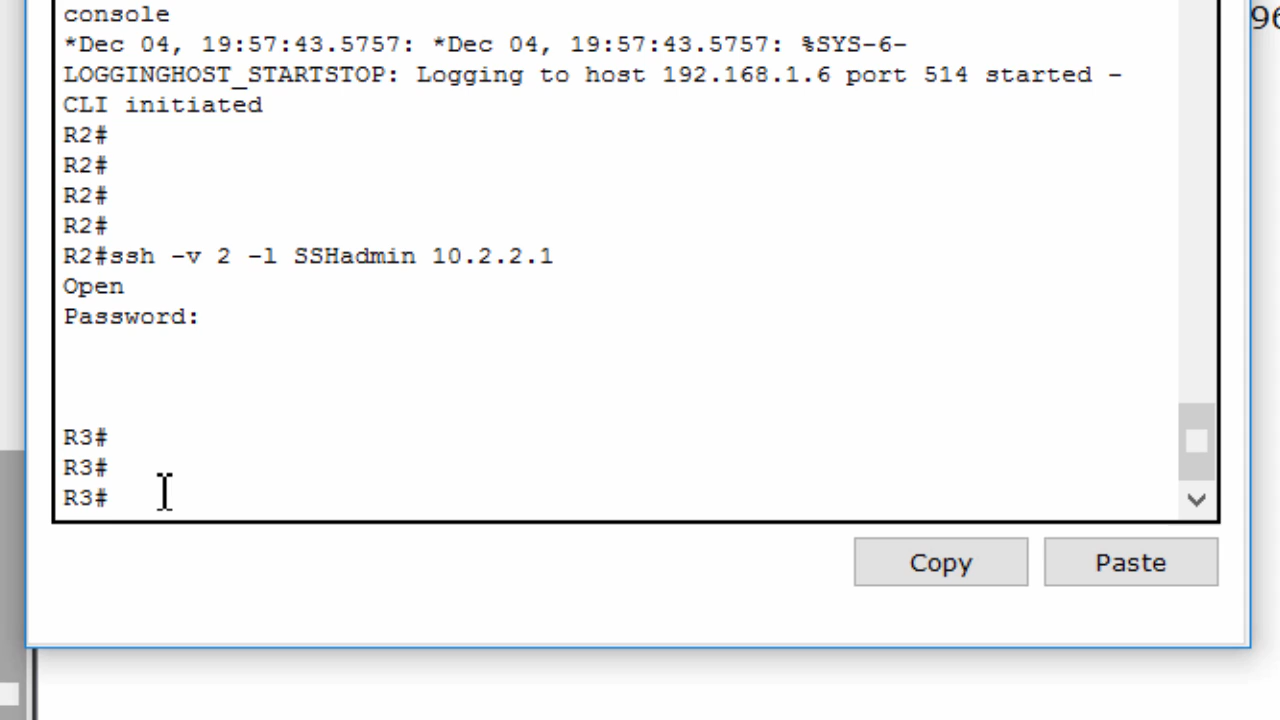 console
*Dec 04, 19:57:43.5757: *Dec 04, 19:57:43.5757: %SYS-6-
LOGGINGHOST_STARTSTOP: Logging to host 192.168.1.6 port 514 started -
CLI initiated
R2#
R2#
R2#
R2#
R2#ssh -v 2 -l SSHadmin 10.2.2.1
Open
Password:
R3#
R3#
R3#
Copy
Paste